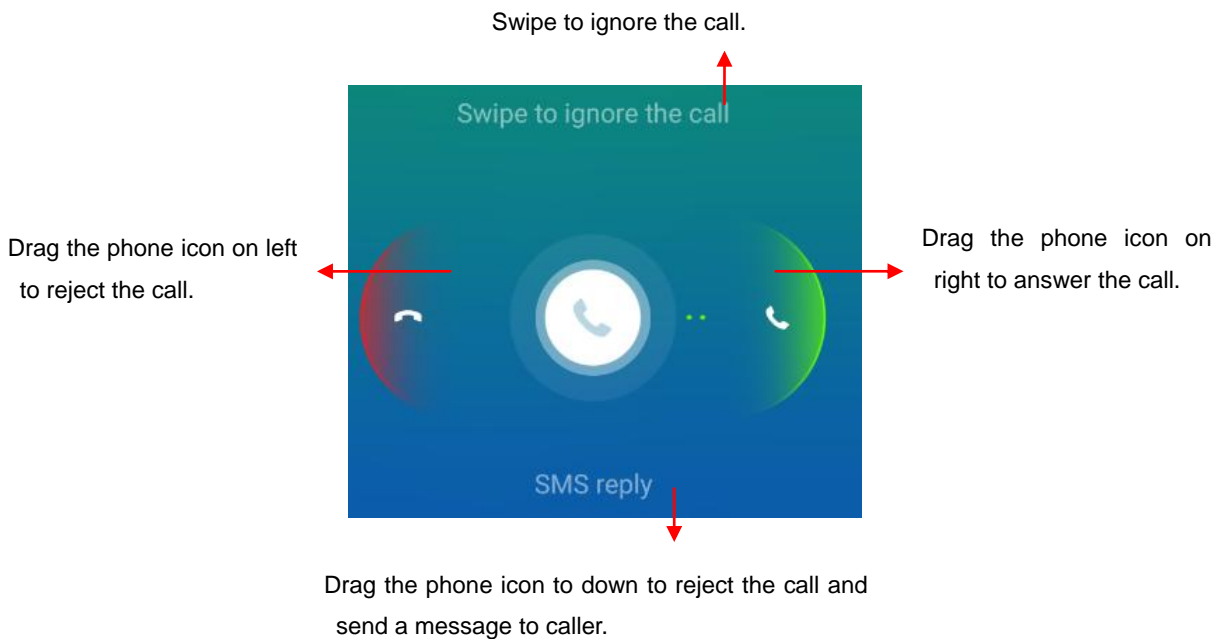 Swipe to ignore the call.
Swipe to ignore the call
Drag the phone icon on left
to reject the call.
Drag the phone icon on
right to answer the call.
SMS reply
Drag the phone icon to down to reject the call and
send a message to caller.